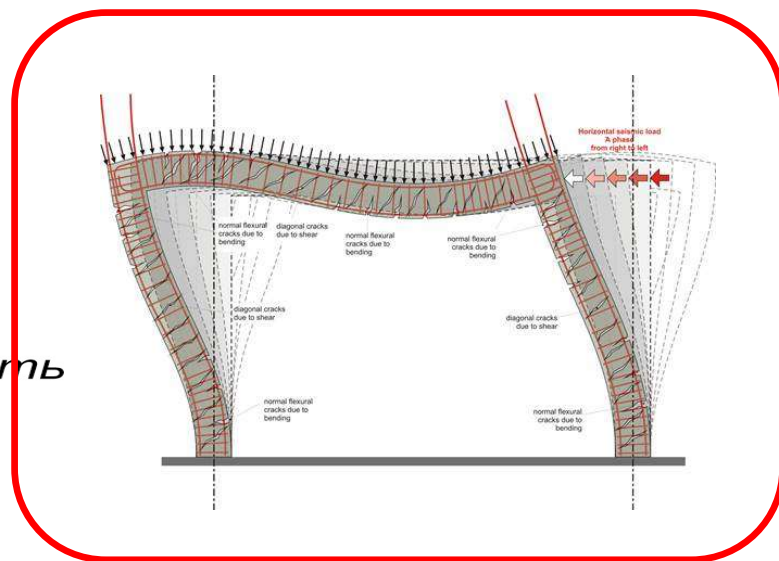 Horizontal seismic load
'A phase
from right to left
normal flexural
cracks due to
bending
diagonal cracks
due to shear
normal flexural
cracks due to
bending
normal flexural
cracks due to
bending
diagonal cracks
due to shear
diagonal cracks
due to shear
normal flexural
cracks due to
bending
normal flexural
cracks due to
bending
ть